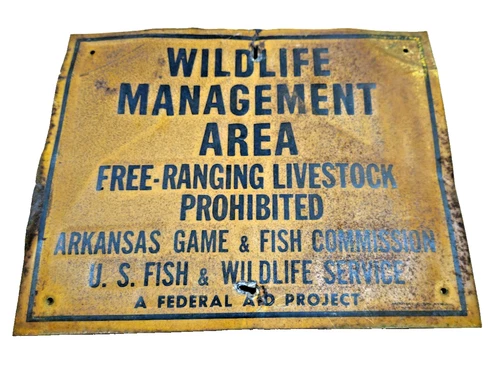 WILDLIFE
MANAGEMENT
AREA
FREE-RANGING LIVESTOCK
PROHIBITED
ARKANSAS GAME & FISH COMMISSION
U. S. FISH & WILDLIFE SERVICE
A FEDERAL AID PROJECT